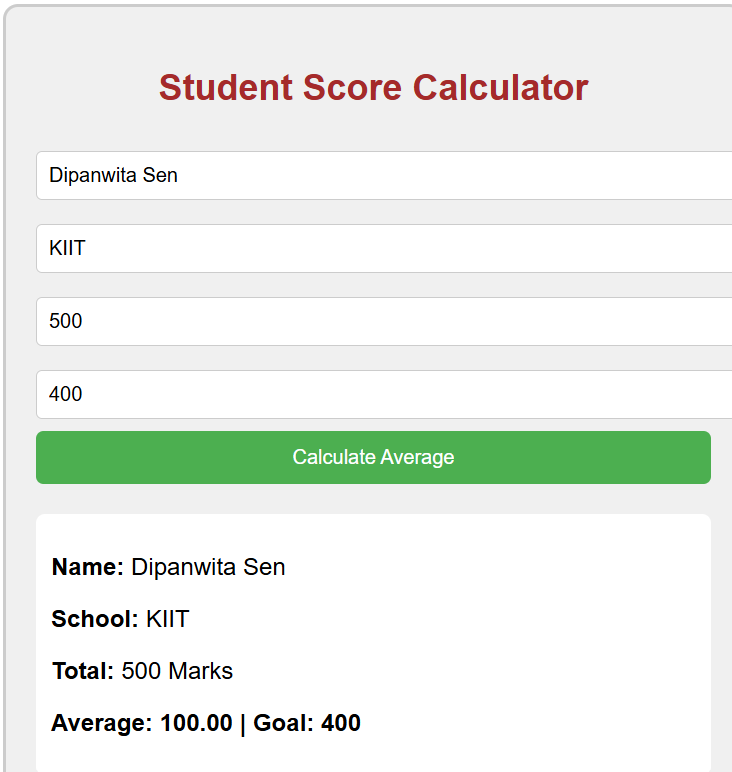 Student Score Calculator
Dipanwita Sen
KIIT
500
400
Calculate Average
Name: Dipanwita Sen
School: KIIT
Total: 500 Marks
Average: 100.00 | Goal: 400